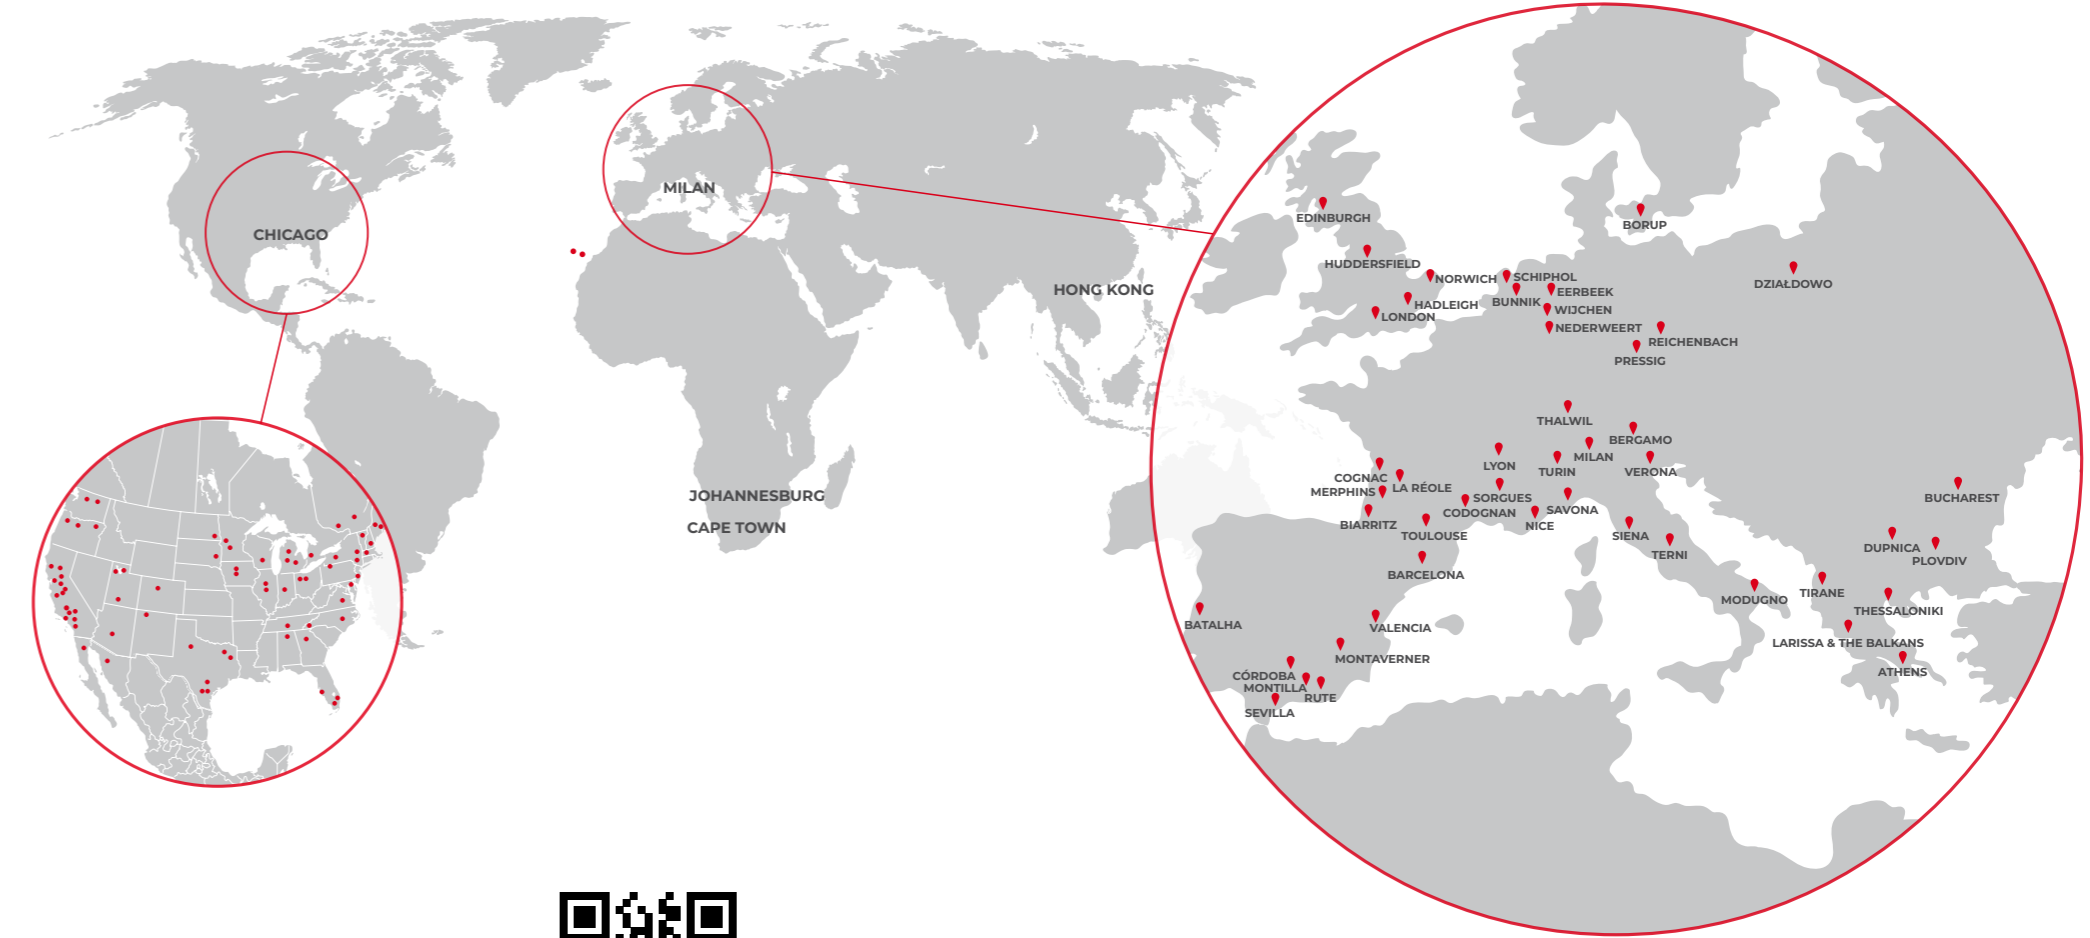 MILAN
CHICAGO
HONG KONG
JOHANNESBURG
CAPE TOWN
EDINBURGH
BORUP
HUDDERSFIELD
NORWICH
SCHIPHOL
DZIAŁDOWO
EERBEEK
BUNNIK
HADLEIGH
WIJCHEN
LONDON
NEDERWEERT
REICHENBACH
PRESSIG
THALWIL
BERGAMO
MILAN
LYON
TURIN
VERONA
COGNAC
LA RÉOLE
MERPHINS
SORGUES
BUCHAREST
CODOGNAN
SAVONA
BIARRITZ
NICE
TOULOUSE
SIENA
TERNI
DUPNICA
PLOVDIV
BARCELONA
TIRANE
MODUGNO
THESSALONIKI
BATALHA
VALENCIA
LARISSA & THE BALKANS
MONTAVERNER
ATHENS
CÓRDOBA
MONTILLA
RUTE
SEVILLA